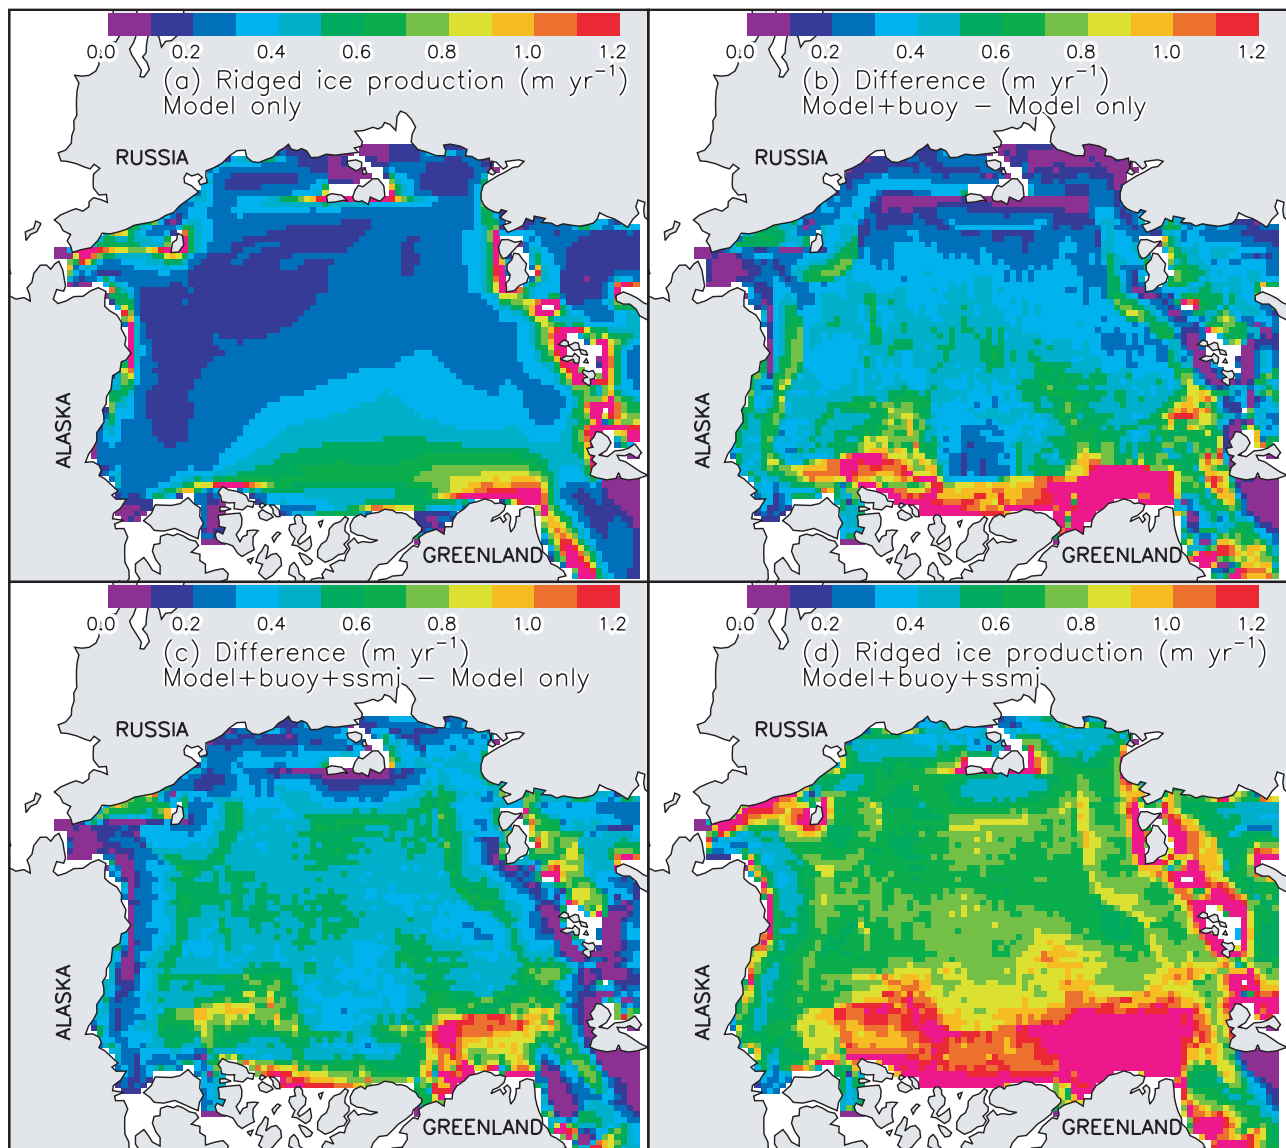 0.0 0.2 0.4 0.6 0.8 1.0 1.2
(a) Ridged ice production (m yr⁻¹)
Model only
RUSSIA
ALASKA
GREENLAND
0.0 0.2 0.4 0.6 0.8 1.0 1.2
(b) Difference (m yr⁻¹)
Model+buoy – Model only
RUSSIA
ALASKA
GREENLAND
0.0 0.2 0.4 0.6 0.8 1.0 1.2
(c) Difference (m yr⁻¹)
Model+buoy+ssmi – Model only
RUSSIA
ALASKA
GREENLAND
0.0 0.2 0.4 0.6 0.8 1.0 1.2
(d) Ridged ice production (m yr⁻¹)
Model+buoy+ssmi
RUSSIA
ALASKA
GREENLAND